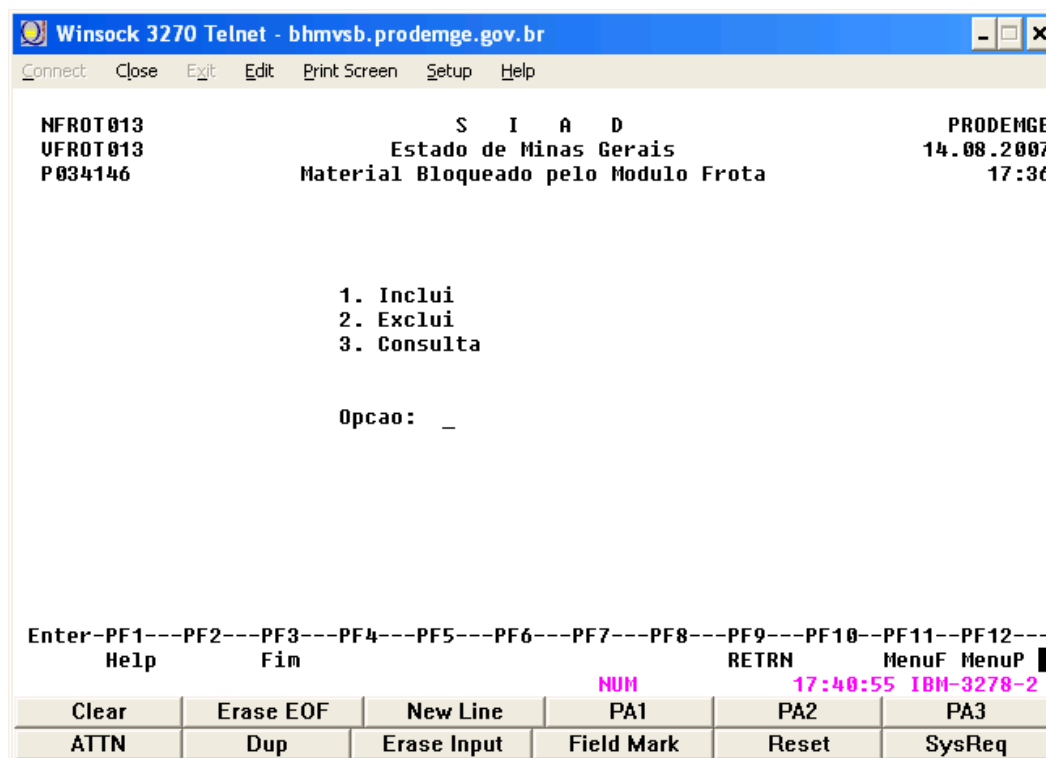 Winsock 3270 Telnet - bhmvsb.prodemge.gov.br
Connect Close Exit Edit Print Screen Setup Help
NFROT013 S I A D PRODEMGE
VFROT013 Estado de Minas Gerais 14.08.2007
P034146 Material Bloqueado pelo Modulo Frota 17:36
1. Inclui
2. Exclui
3. Consulta
Opcao: _
Enter-PF1---PF2---PF3---PF4---PF5---PF6---PF7---PF8---PF9---PF10--PF11--PF12---
Help Fim RETRN MenuF MenuP
NUM 17:40:55 IBM-3278-2
Clear Erase EOF New Line PA1 PA2 PA3
ATTN Dup Erase Input Field Mark Reset SysReq